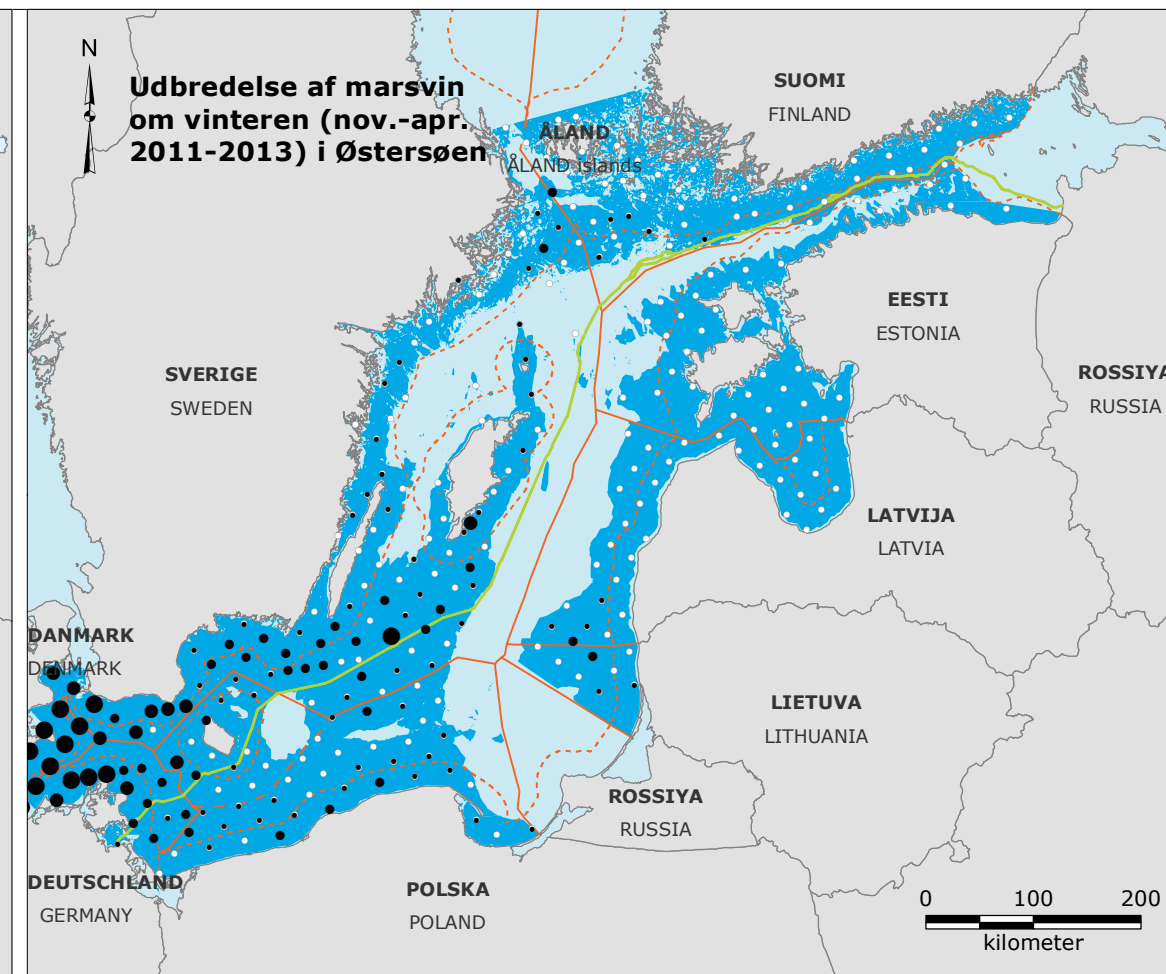 N
Udbredelse af marsvin
om vinteren (nov.-apr.
2011-2013) i Østersøen
SUOMI
FINLAND
ÅLAND
ÅLAND islands
EESTI
ESTONIA
SVERIGE
SWEDEN
ROSSIYA
RUSSIA
LATVIJA
LATVIA
DANMARK
DENMARK
LIETUVA
LITHUANIA
ROSSIYA
RUSSIA
DEUTSCHLAND
GERMANY
POLSKA
POLAND
0 100 200
kilometer